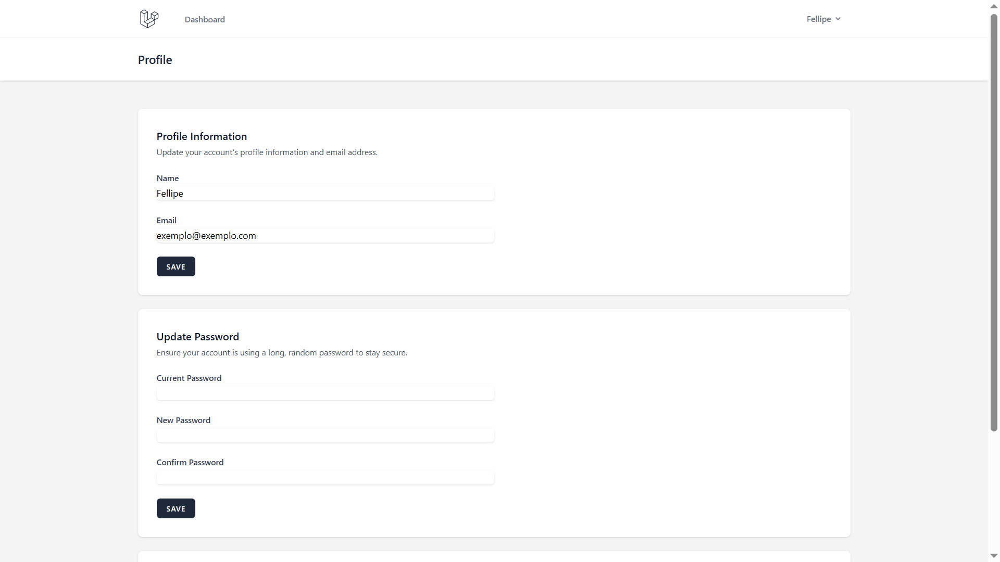 Dashboard
Fellipe
Profile
Profile Information
Update your account's profile information and email address.
Name
Fellipe
Email
exemplo@exemplo.com
SAVE
Update Password
Ensure your account is using a long, random password to stay secure.
Current Password
New Password
Confirm Password
SAVE